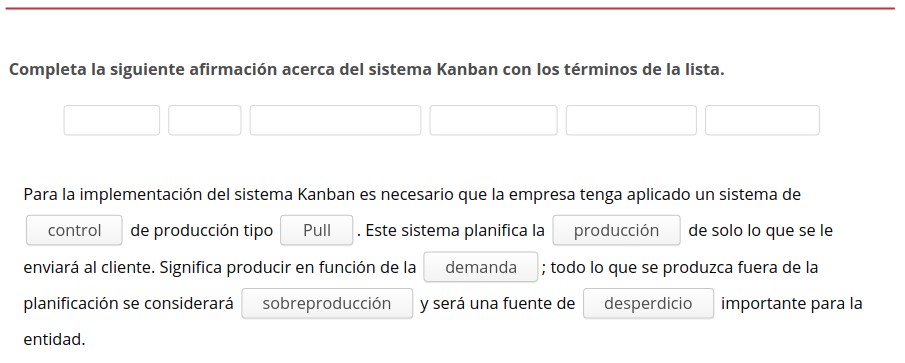 Completa la siguiente afirmación acerca del sistema Kanban con los términos de la lista.
Para la implementación del sistema Kanban es necesario que la empresa tenga aplicado un sistema de
control de producción tipo Pull . Este sistema planifica la producción de solo lo que se le
enviará al cliente. Significa producir en función de la demanda ; todo lo que se produzca fuera de la
planificación se considerará sobreproducción y será una fuente de desperdicio importante para la
entidad.